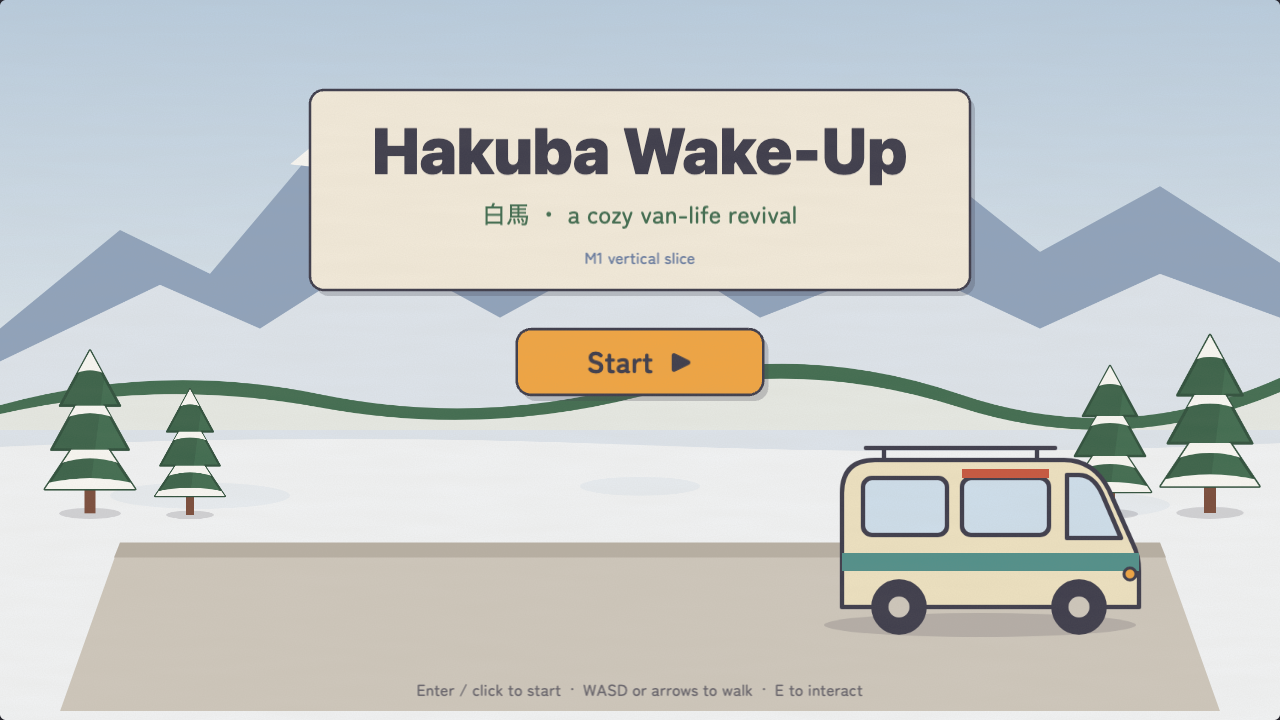 Hakuba Wake-Up
白馬 ・ a cozy van-life revival
M1 vertical slice
Start ▶
Enter / click to start · WASD or arrows to walk · E to interact